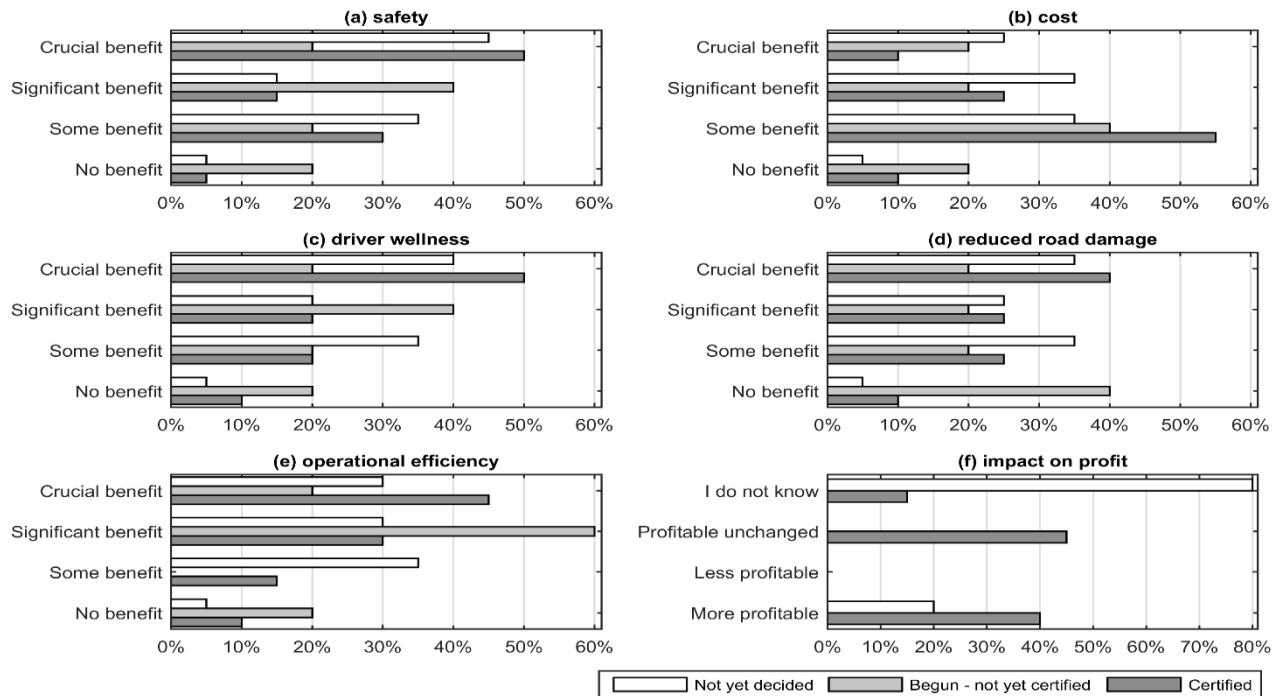 (a) safety
Crucial benefit
Significant benefit
Some benefit
No benefit
0% 10% 20% 30% 40% 50% 60%
(b) cost
Crucial benefit
Significant benefit
Some benefit
No benefit
0% 10% 20% 30% 40% 50% 60%
(c) driver wellness
Crucial benefit
Significant benefit
Some benefit
No benefit
0% 10% 20% 30% 40% 50% 60%
(d) reduced road damage
Crucial benefit
Significant benefit
Some benefit
No benefit
0% 10% 20% 30% 40% 50% 60%
(e) operational efficiency
Crucial benefit
Significant benefit
Some benefit
No benefit
0% 10% 20% 30% 40% 50% 60%
(f) impact on profit
I do not know
Profitable unchanged
Less profitable
More profitable
0% 10% 20% 30% 40% 50% 60% 70% 80%
Not yet decided Begun - not yet certified Certified